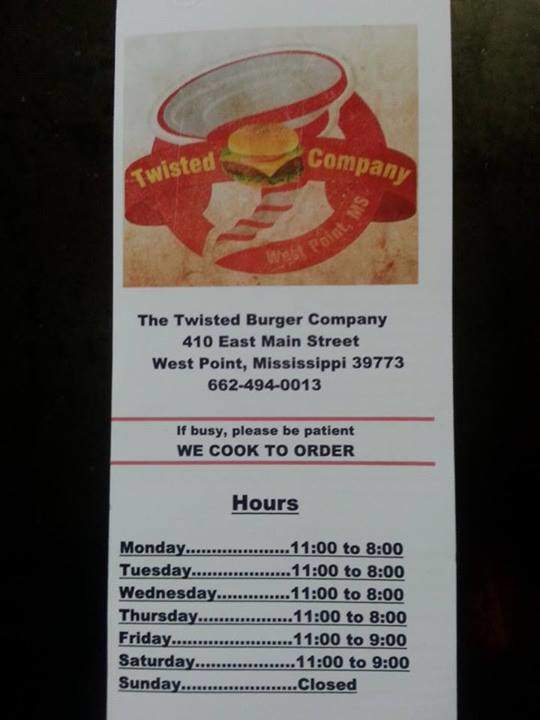 Twisted Company
West Point, MS
The Twisted Burger Company
410 East Main Street
West Point, Mississippi 39773
662-494-0013
If busy, please be patient
WE COOK TO ORDER
Hours
Monday.....................11:00 to 8:00
Tuesday....................11:00 to 8:00
Wednesday..............11:00 to 8:00
Thursday...................11:00 to 8:00
Friday........................11:00 to 9:00
Saturday....................11:00 to 9:00
Sunday.......................Closed